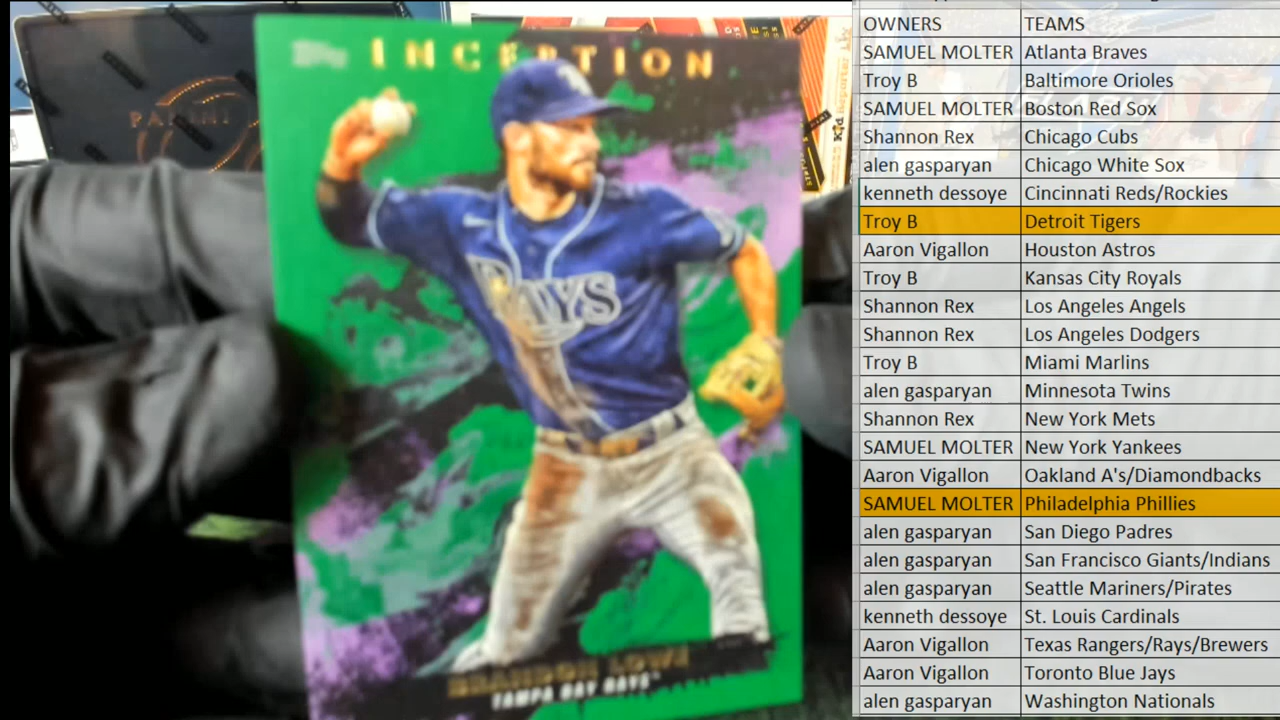 INCEPTION
RAYS
BRANDON LOWE
TAMPA BAY RAYS
PANINI
OWNERS TEAMS
SAMUEL MOLTER Atlanta Braves
Troy B Baltimore Orioles
SAMUEL MOLTER Boston Red Sox
Shannon Rex Chicago Cubs
alen gasparyan Chicago White Sox
kenneth dessoye Cincinnati Reds/Rockies
Troy B Detroit Tigers
Aaron Vigallon Houston Astros
Troy B Kansas City Royals
Shannon Rex Los Angeles Angels
Shannon Rex Los Angeles Dodgers
Troy B Miami Marlins
alen gasparyan Minnesota Twins
Shannon Rex New York Mets
SAMUEL MOLTER New York Yankees
Aaron Vigallon Oakland A's/Diamondbacks
SAMUEL MOLTER Philadelphia Phillies
alen gasparyan San Diego Padres
alen gasparyan San Francisco Giants/Indians
alen gasparyan Seattle Mariners/Pirates
kenneth dessoye St. Louis Cardinals
Aaron Vigallon Texas Rangers/Rays/Brewers
Aaron Vigallon Toronto Blue Jays
alen gasparyan Washington Nationals